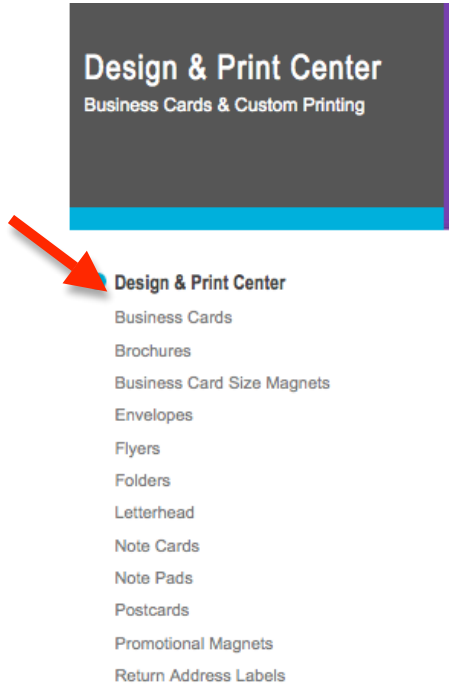 Design & Print Center
Business Cards & Custom Printing
Design & Print Center
Business Cards
Brochures
Business Card Size Magnets
Envelopes
Flyers
Folders
Letterhead
Note Cards
Note Pads
Postcards
Promotional Magnets
Return Address Labels